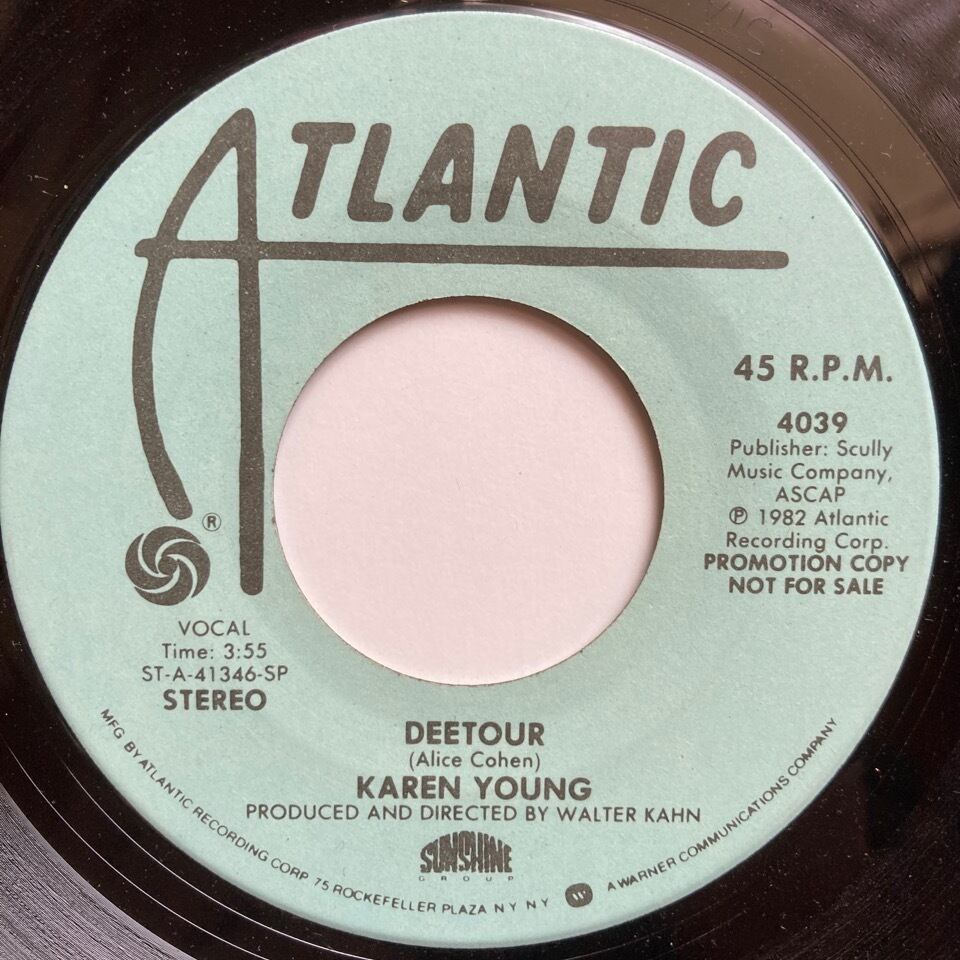 ATLANTIC
45 R.P.M.
4039
Publisher: Scully
Music Company,
ASCAP
℗ 1982 Atlantic
Recording Corp.
PROMOTION COPY
NOT FOR SALE
®
VOCAL
Time: 3:55
ST-A-41346-SP
STEREO
DEETOUR
(Alice Cohen)
KAREN YOUNG
PRODUCED AND DIRECTED BY WALTER KAHN
SUNSHINE
GROUP
MFG BY ATLANTIC RECORDING CORP 75 ROCKEFELLER PLAZA N Y N Y A WARNER COMMUNICATIONS COMPANY